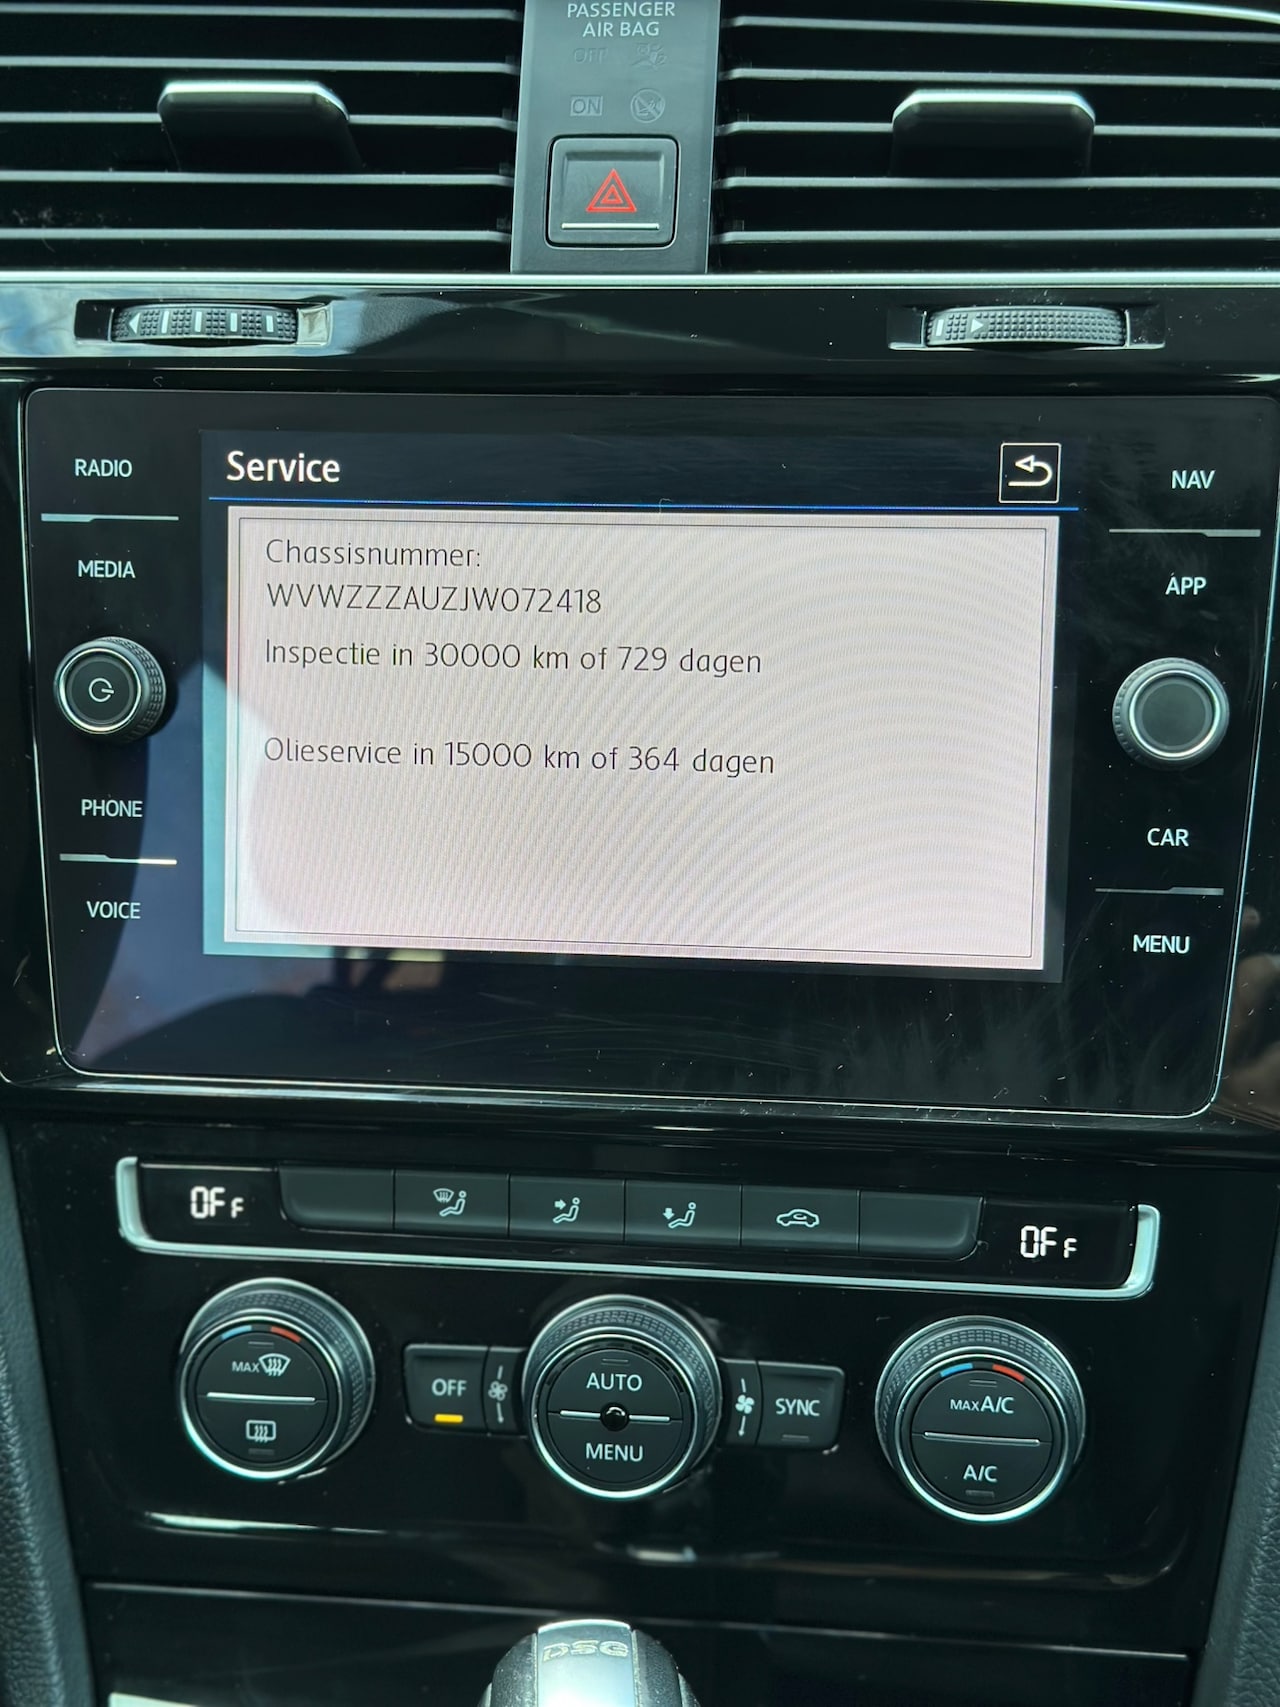 PASSENGER
AIR BAG
OFF
ON
RADIO
MEDIA
PHONE
VOICE
Service
Chassisnummer:
WVWZZZAUZJW072418
Inspectie in 30000 km of 729 dagen
Olieservice in 15000 km of 364 dagen
NAV
APP
CAR
MENU
OFF
OFF
MAX
OFF
AUTO
MENU
SYNC
MAX A/C
A/C
DSG